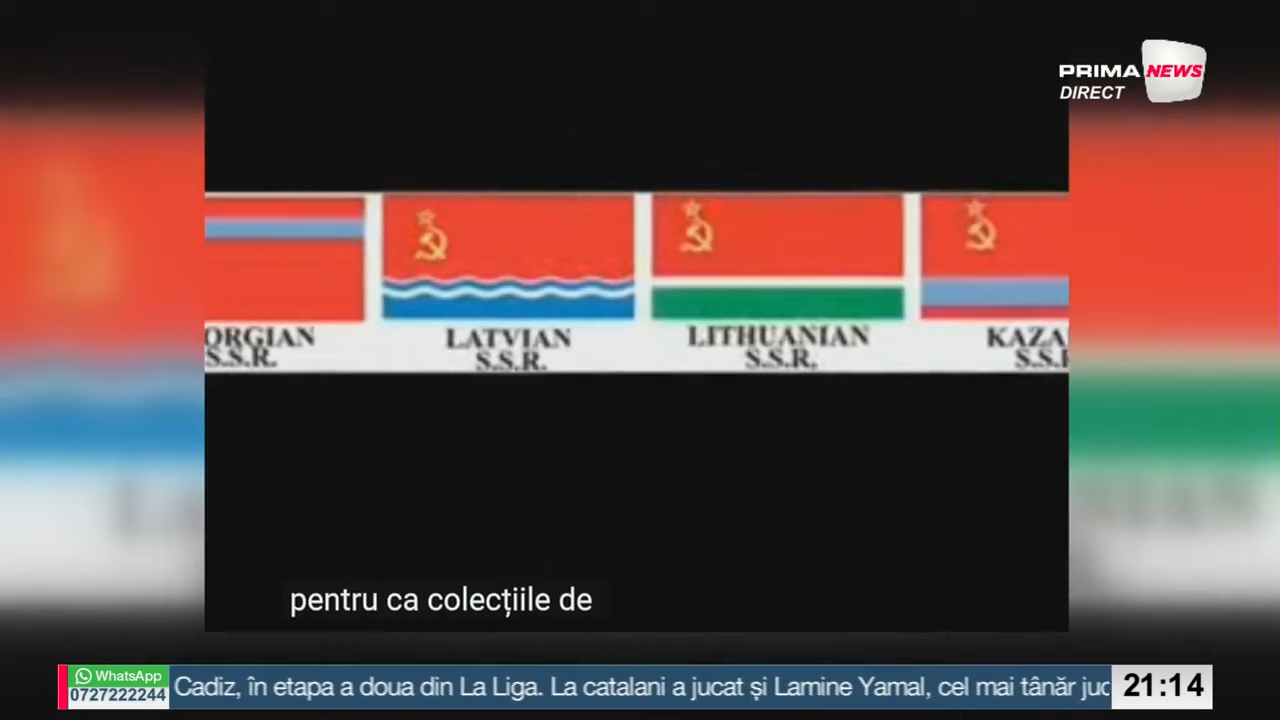 PRIMA NEWS
DIRECT
ORGIAN
S.S.R.
LATVIAN
S.S.R.
LITHUANIAN
S.S.R.
KAZA
S.S.
pentru ca colecțiile de
WhatsApp
0727222244
Cadiz, în etapa a doua din La Liga. La catalani a jucat și Lamine Yamal, cel mai tânăr juc
21:14